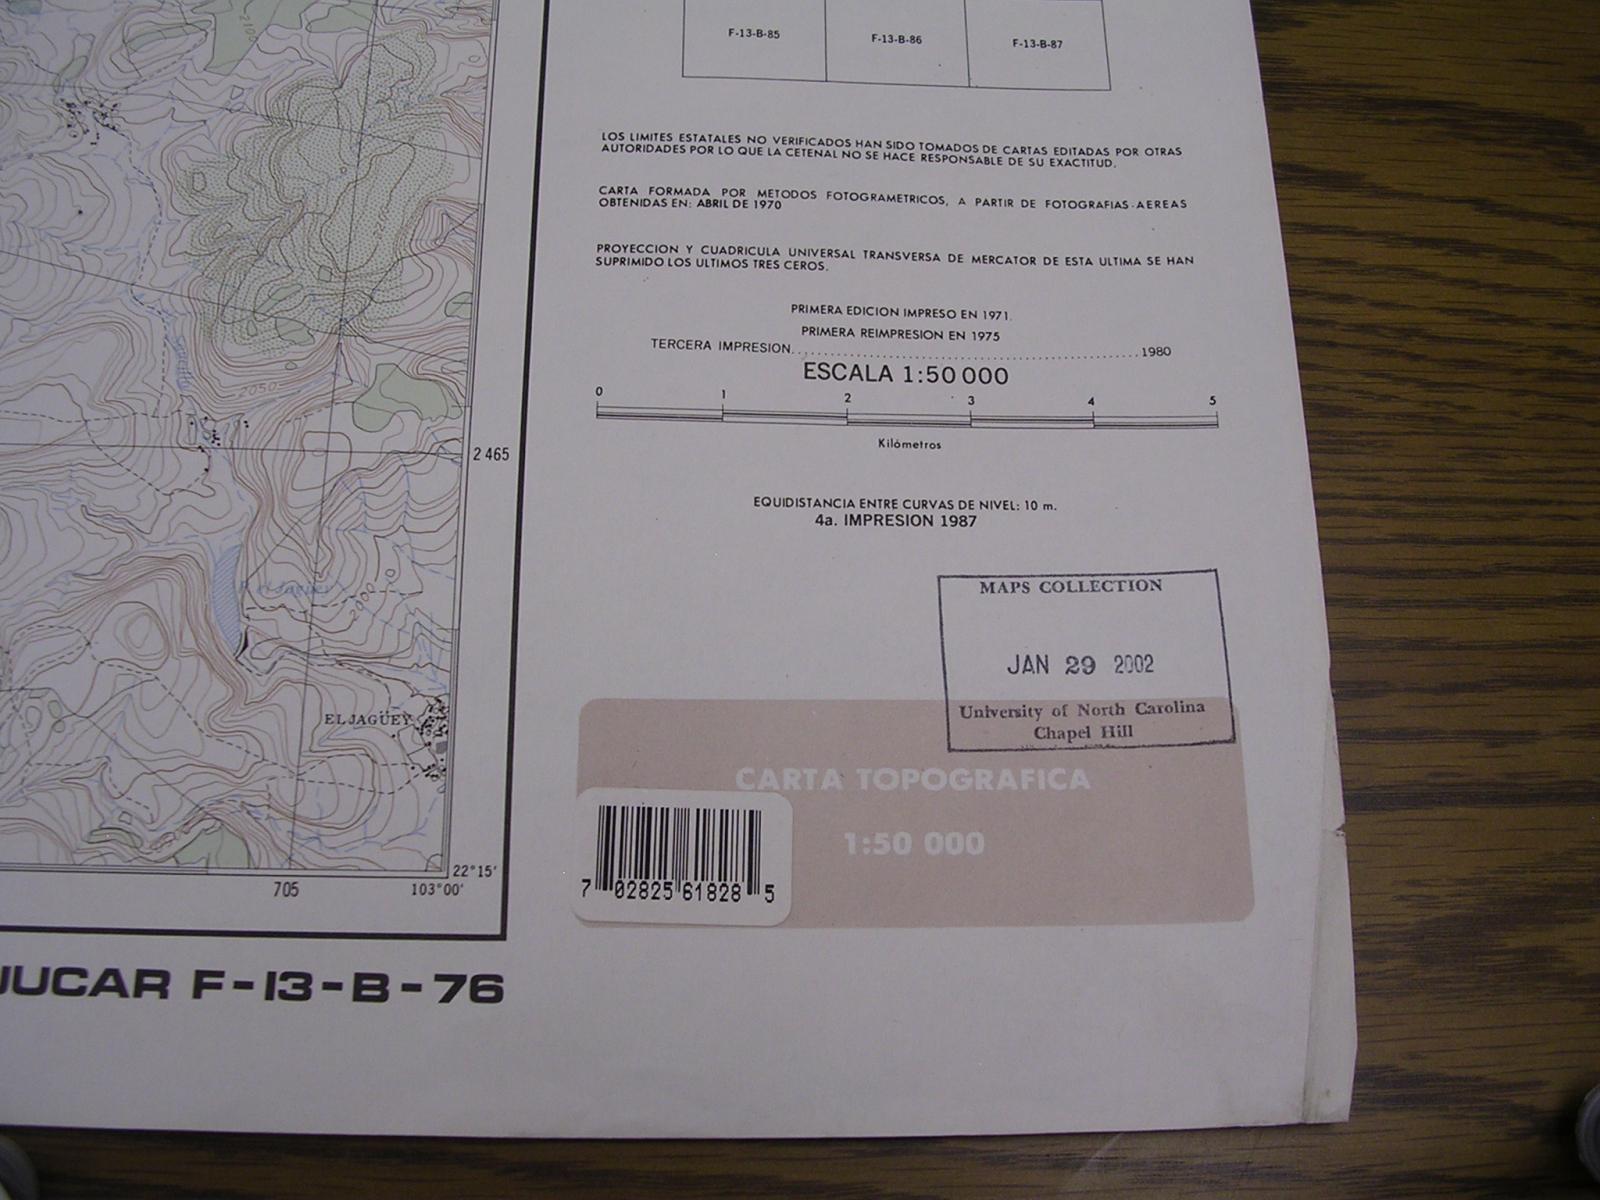 F-13-B-85 F-13-B-86 F-13-B-87
LOS LIMITES ESTATALES NO VERIFICADOS HAN SIDO TOMADOS DE CARTAS EDITADAS POR OTRAS
AUTORIDADES POR LO QUE LA CETENAL NO SE HACE RESPONSABLE DE SU EXACTITUD.
CARTA FORMADA POR METODOS FOTOGRAMETRICOS, A PARTIR DE FOTOGRAFIAS AEREAS
OBTENIDAS EN: ABRIL DE 1970
PROYECCION Y CUADRICULA UNIVERSAL TRANSVERSA DE MERCATOR DE ESTA ULTIMA SE HAN
SUPRIMIDO LOS ULTIMOS TRES CEROS.
PRIMERA EDICION IMPRESO EN 1971.
PRIMERA REIMPRESION EN 1975
TERCERA IMPRESION........................................1980
ESCALA 1:50 000
0 1 2 3 4 5
Kilómetros
EQUIDISTANCIA ENTRE CURVAS DE NIVEL: 10 m.
4a. IMPRESION 1987
MAPS COLLECTION
JAN 29 2002
University of North Carolina
Chapel Hill
CARTA TOPOGRAFICA
1:50 000
7 02825 61828 5
2100
2050
2 465
P. el Jagüey
2000
EL JAGÜEY
22°15'
705 103°00'
JUCAR F-13-B-76